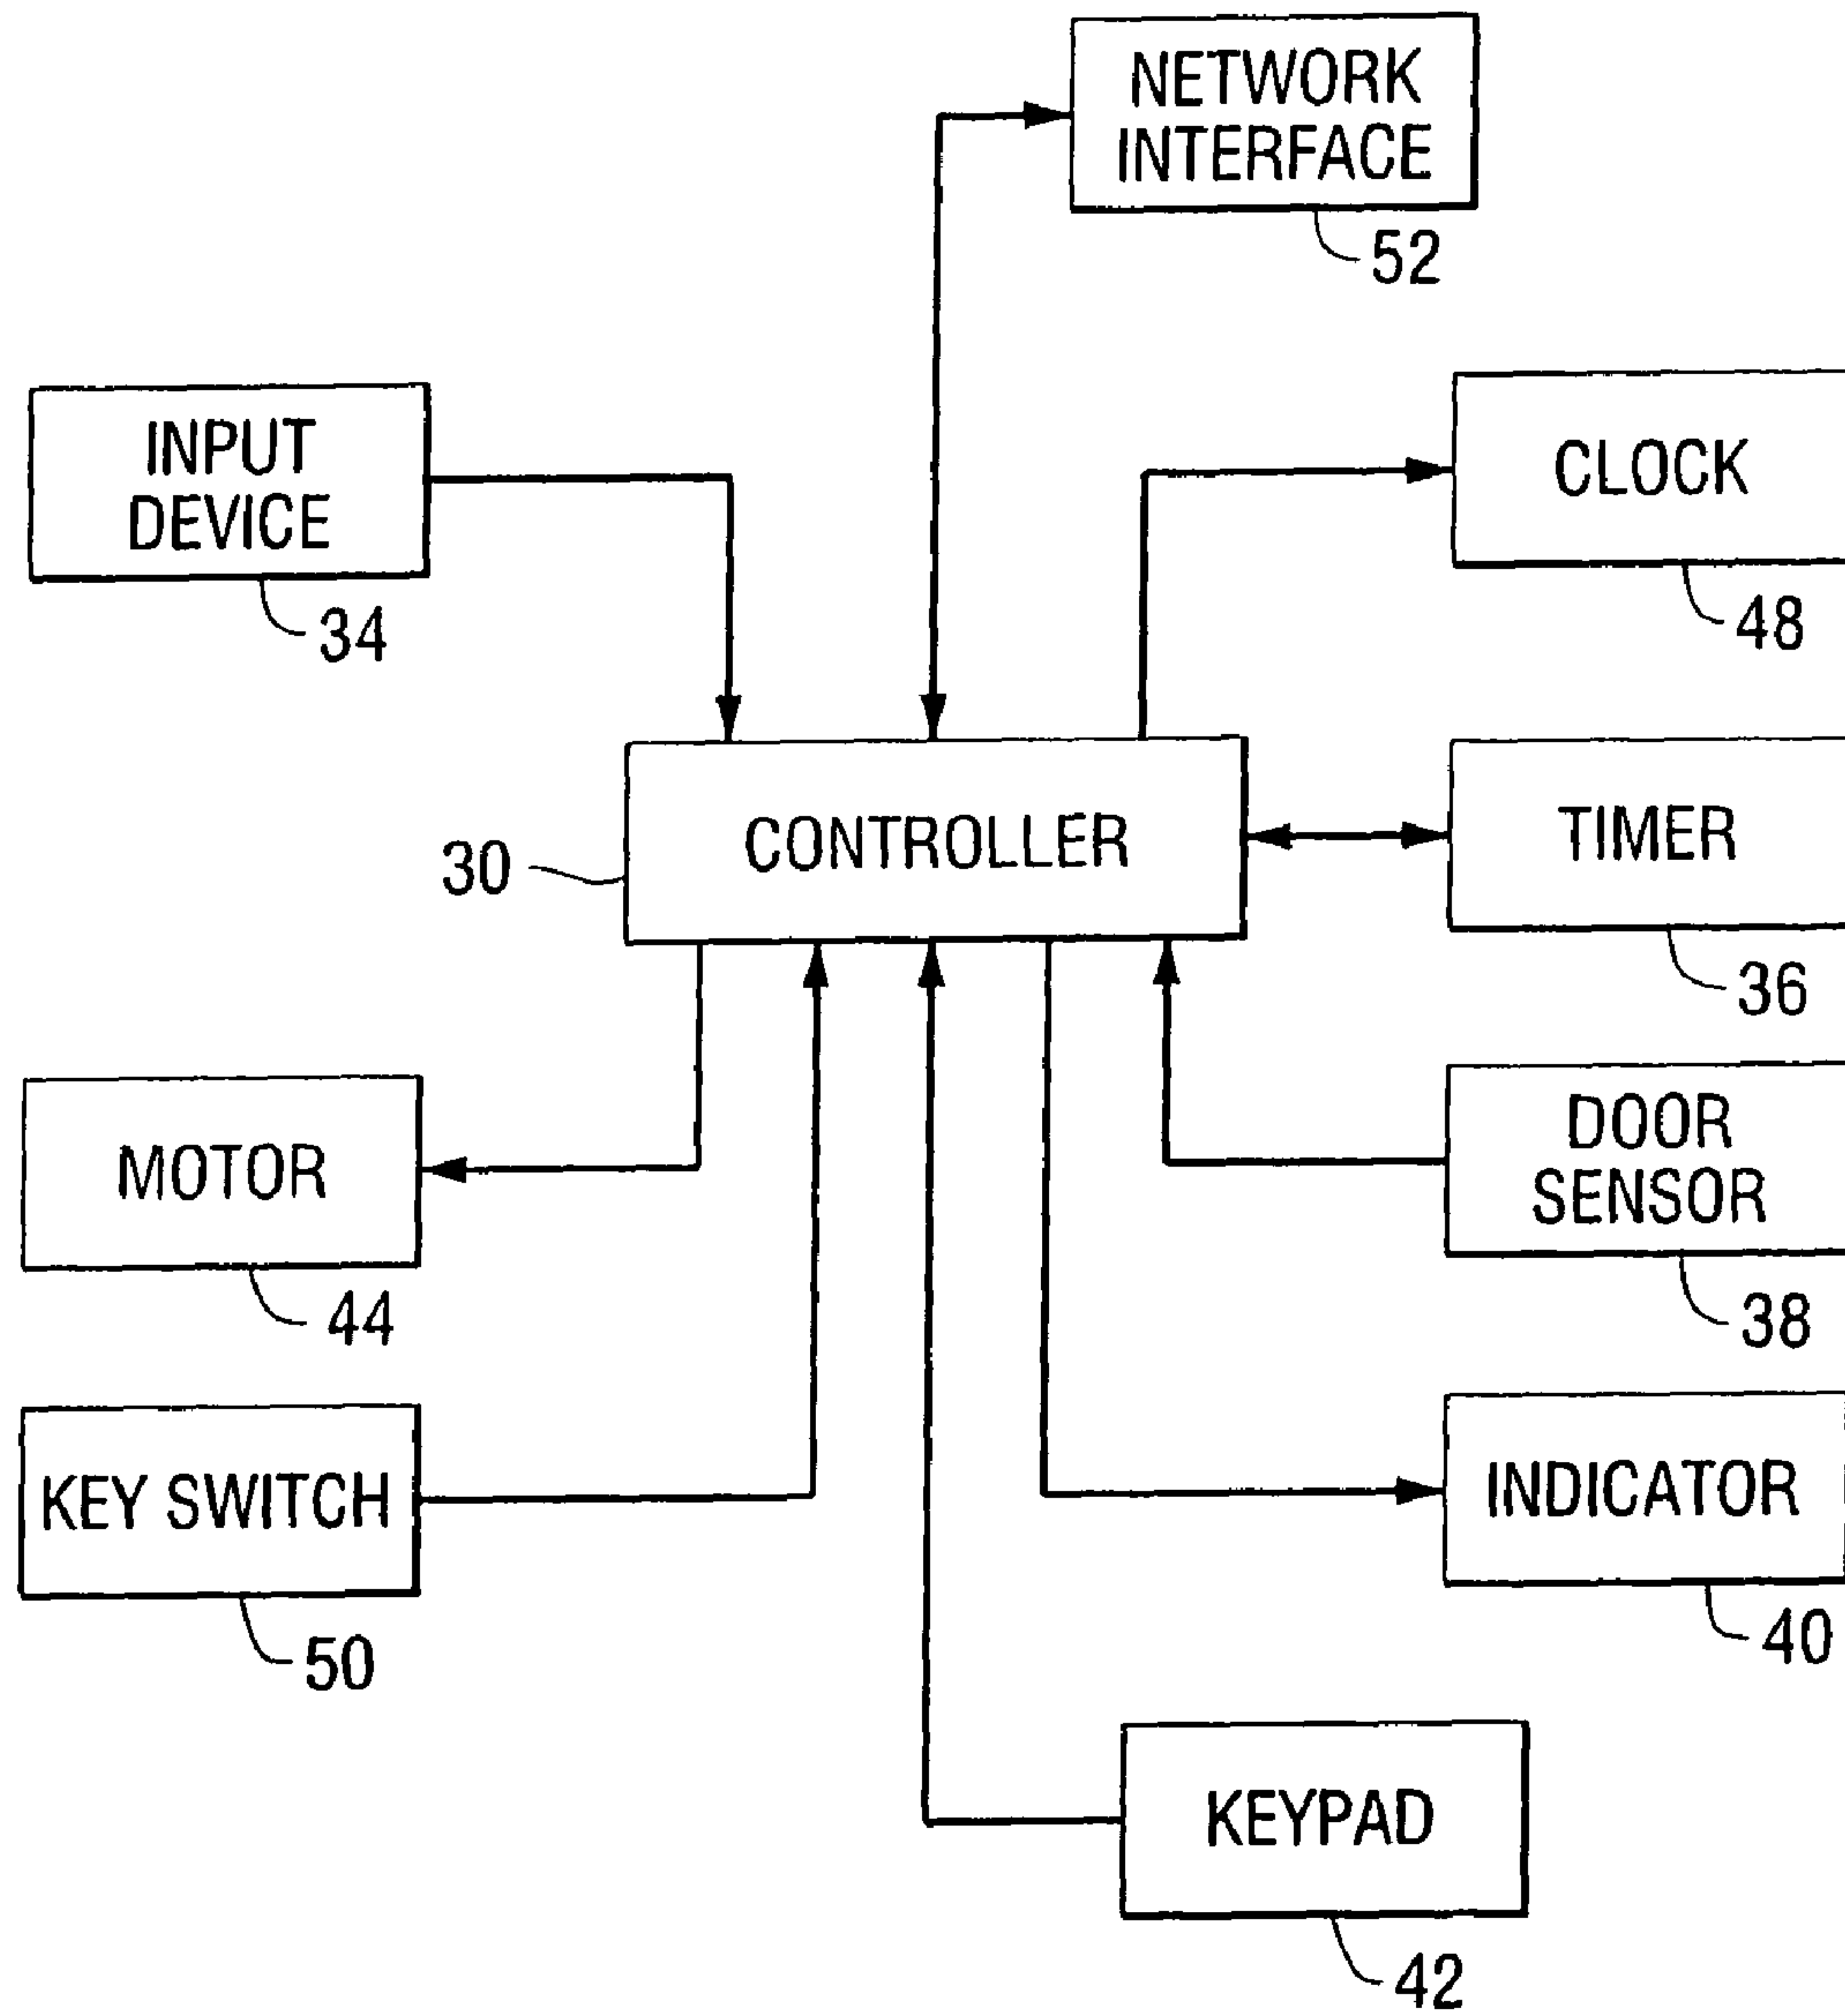 NETWORK
INTERFACE
52
INPUT
DEVICE
34
CLOCK
48
CONTROLLER
30
TIMER
36
MOTOR
44
DOOR
SENSOR
38
KEY SWITCH
50
INDICATOR
40
KEYPAD
42